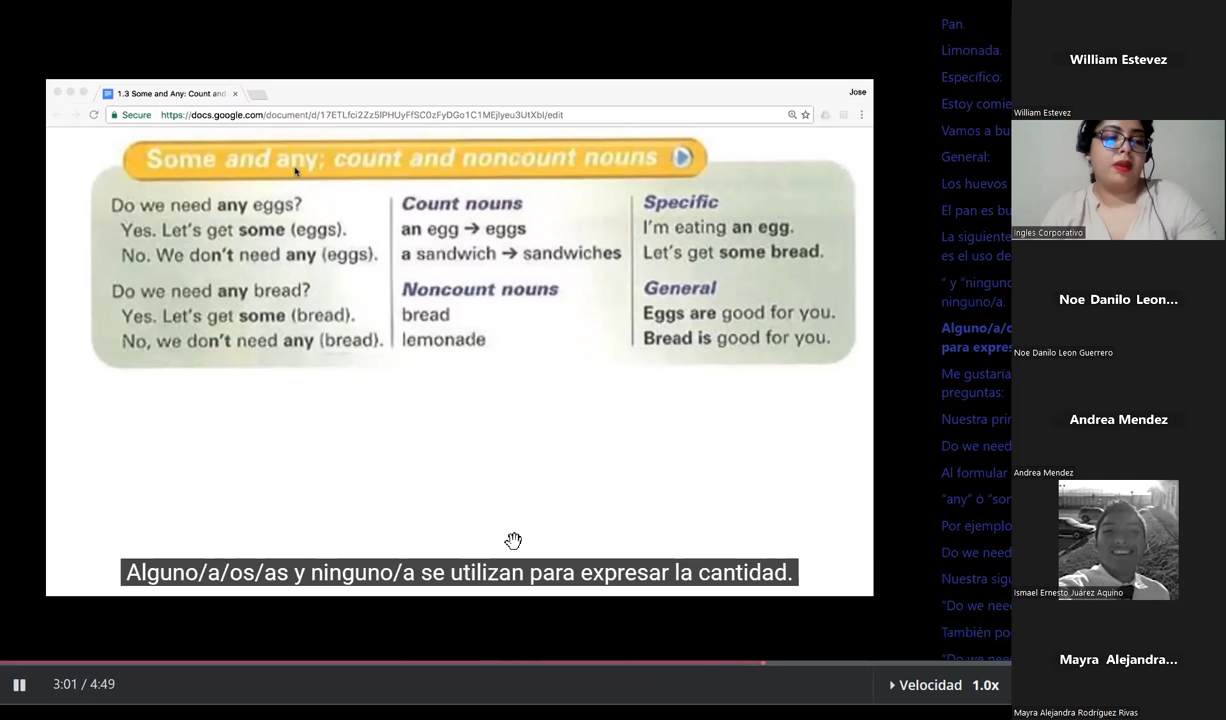 1.3 Some and Any: Count and
Jose
Secure
https://docs.google.com/document/d/17ETLfci2Zz5IPHUyFfSC0zFyDGo1C1MEjlyeu3UtXbI/edit
Some and any; count and noncount nouns
Do we need any eggs?
Yes. Let's get some (eggs).
No. We don't need any (eggs).
Do we need any bread?
Yes. Let's get some (bread).
No, we don't need any (bread).
Count nouns
an egg → eggs
a sandwich → sandwiches
Noncount nouns
bread
lemonade
Specific
I'm eating an egg.
Let's get some bread.
General
Eggs are good for you.
Bread is good for you.
Alguno/a/os/as y ninguno/a se utilizan para expresar la cantidad.
3:01 / 4:49
Velocidad 1.0x
Pan.
Limonada.
Específico:
Estoy comie
Vamos a bu
General:
Los huevos
El pan es bu
La siguiente
es el uso de
" y "ninguno
ninguno/a.
Alguno/a/o
para expres
Me gustaría
preguntas:
Nuestra prin
Do we need
Al formular
"any" ó "son
Por ejemplo
Do we need
Nuestra sigu
"Do we nee
También po
"Do we nee
William Estevez
William Estevez
Ingles Corporativo
Noe Danilo Leon...
Noe Danilo Leon Guerrero
Andrea Mendez
Andrea Mendez
Ismael Ernesto Juárez Aquino
Mayra Alejandra...
Mayra Alejandra Rodríguez Rivas